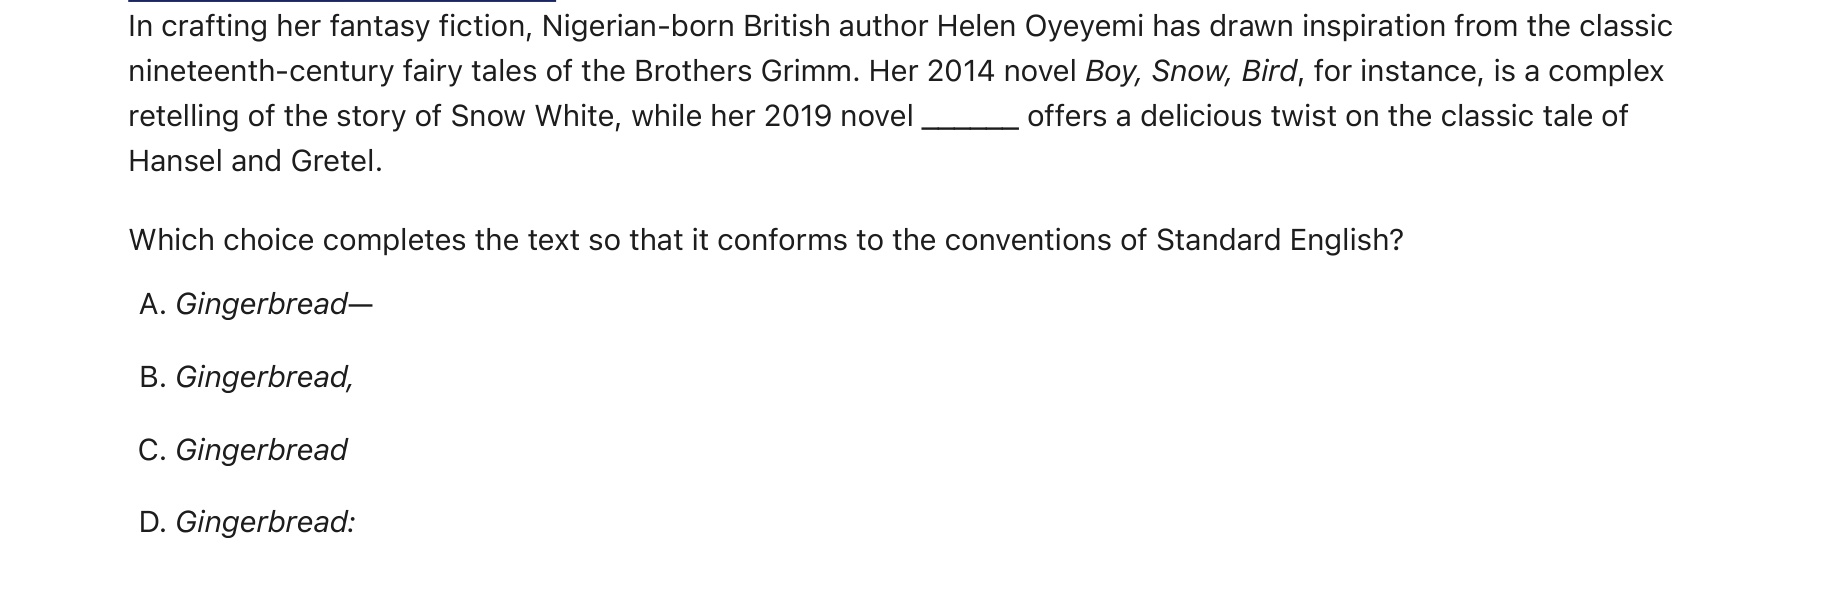 In crafting her fantasy fiction, Nigerian-born British author Helen Oyeyemi has drawn inspiration from the classic
nineteenth-century fairy tales of the Brothers Grimm. Her 2014 novel Boy, Snow, Bird, for instance, is a complex
retelling of the story of Snow White, while her 2019 novel ______ offers a delicious twist on the classic tale of
Hansel and Gretel.
Which choice completes the text so that it conforms to the conventions of Standard English?
A. Gingerbread—
B. Gingerbread,
C. Gingerbread
D. Gingerbread: